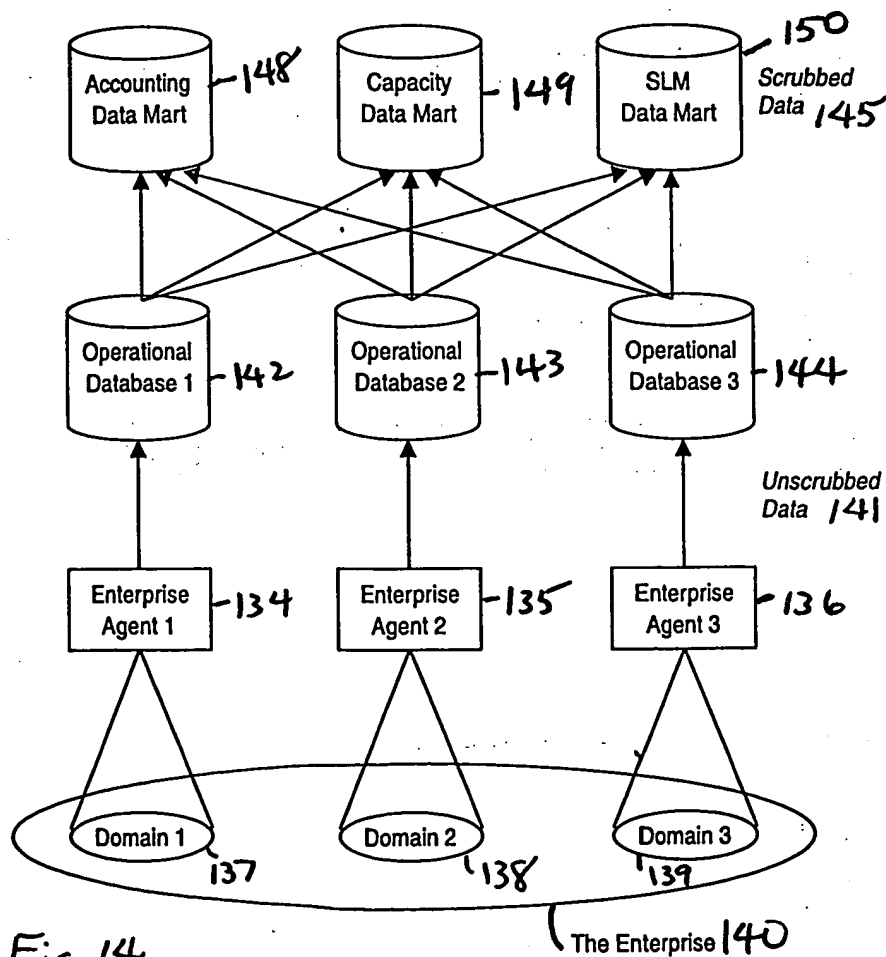 Accounting
Data Mart
148
Capacity
Data Mart
149
SLM
Data Mart
150
Scrubbed
Data 145
Operational
Database 1
142
Operational
Database 2
143
Operational
Database 3
144
Unscrubbed
Data 141
Enterprise
Agent 1
134
Enterprise
Agent 2
135
Enterprise
Agent 3
136
Domain 1
137
Domain 2
138
Domain 3
139
The Enterprise 140
Fig. 14